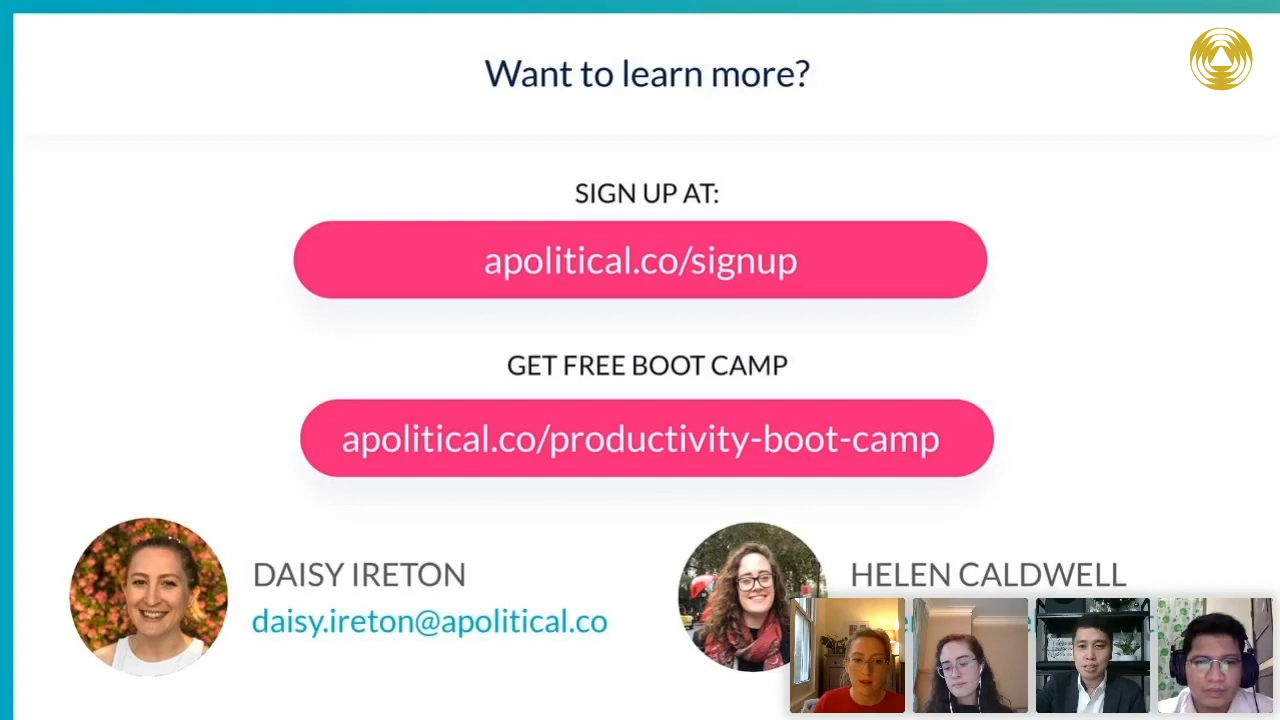 Want to learn more?
SIGN UP AT:
apolitical.co/signup
GET FREE BOOT CAMP
apolitical.co/productivity-boot-camp
DAISY IRETON
daisy.ireton@apolitical.co
HELEN CALDWELL